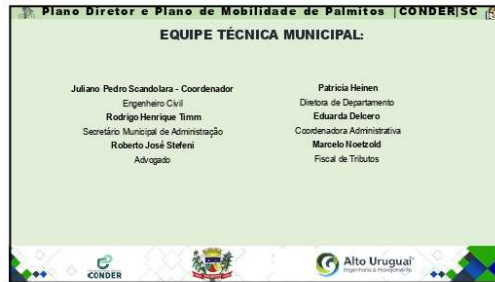 Plano Diretor e Plano de Mobilidade de Palmitos |CONDER|SC
EQUIPE TÉCNICA MUNICIPAL:
Juliano Pedro Scandolara - Coordenador
Engenheiro Civil
Rodrigo Henrique Timm
Secretário Municipal de Administração
Roberto José Stefeni
Advogado
Patricia Heinen
Diretora de Departamento
Eduarda Delcero
Coordenadora Administrativa
Marcelo Noetzold
Fiscal de Tributos
CONDER
Alto Uruguai
Engenharia & Planejamento